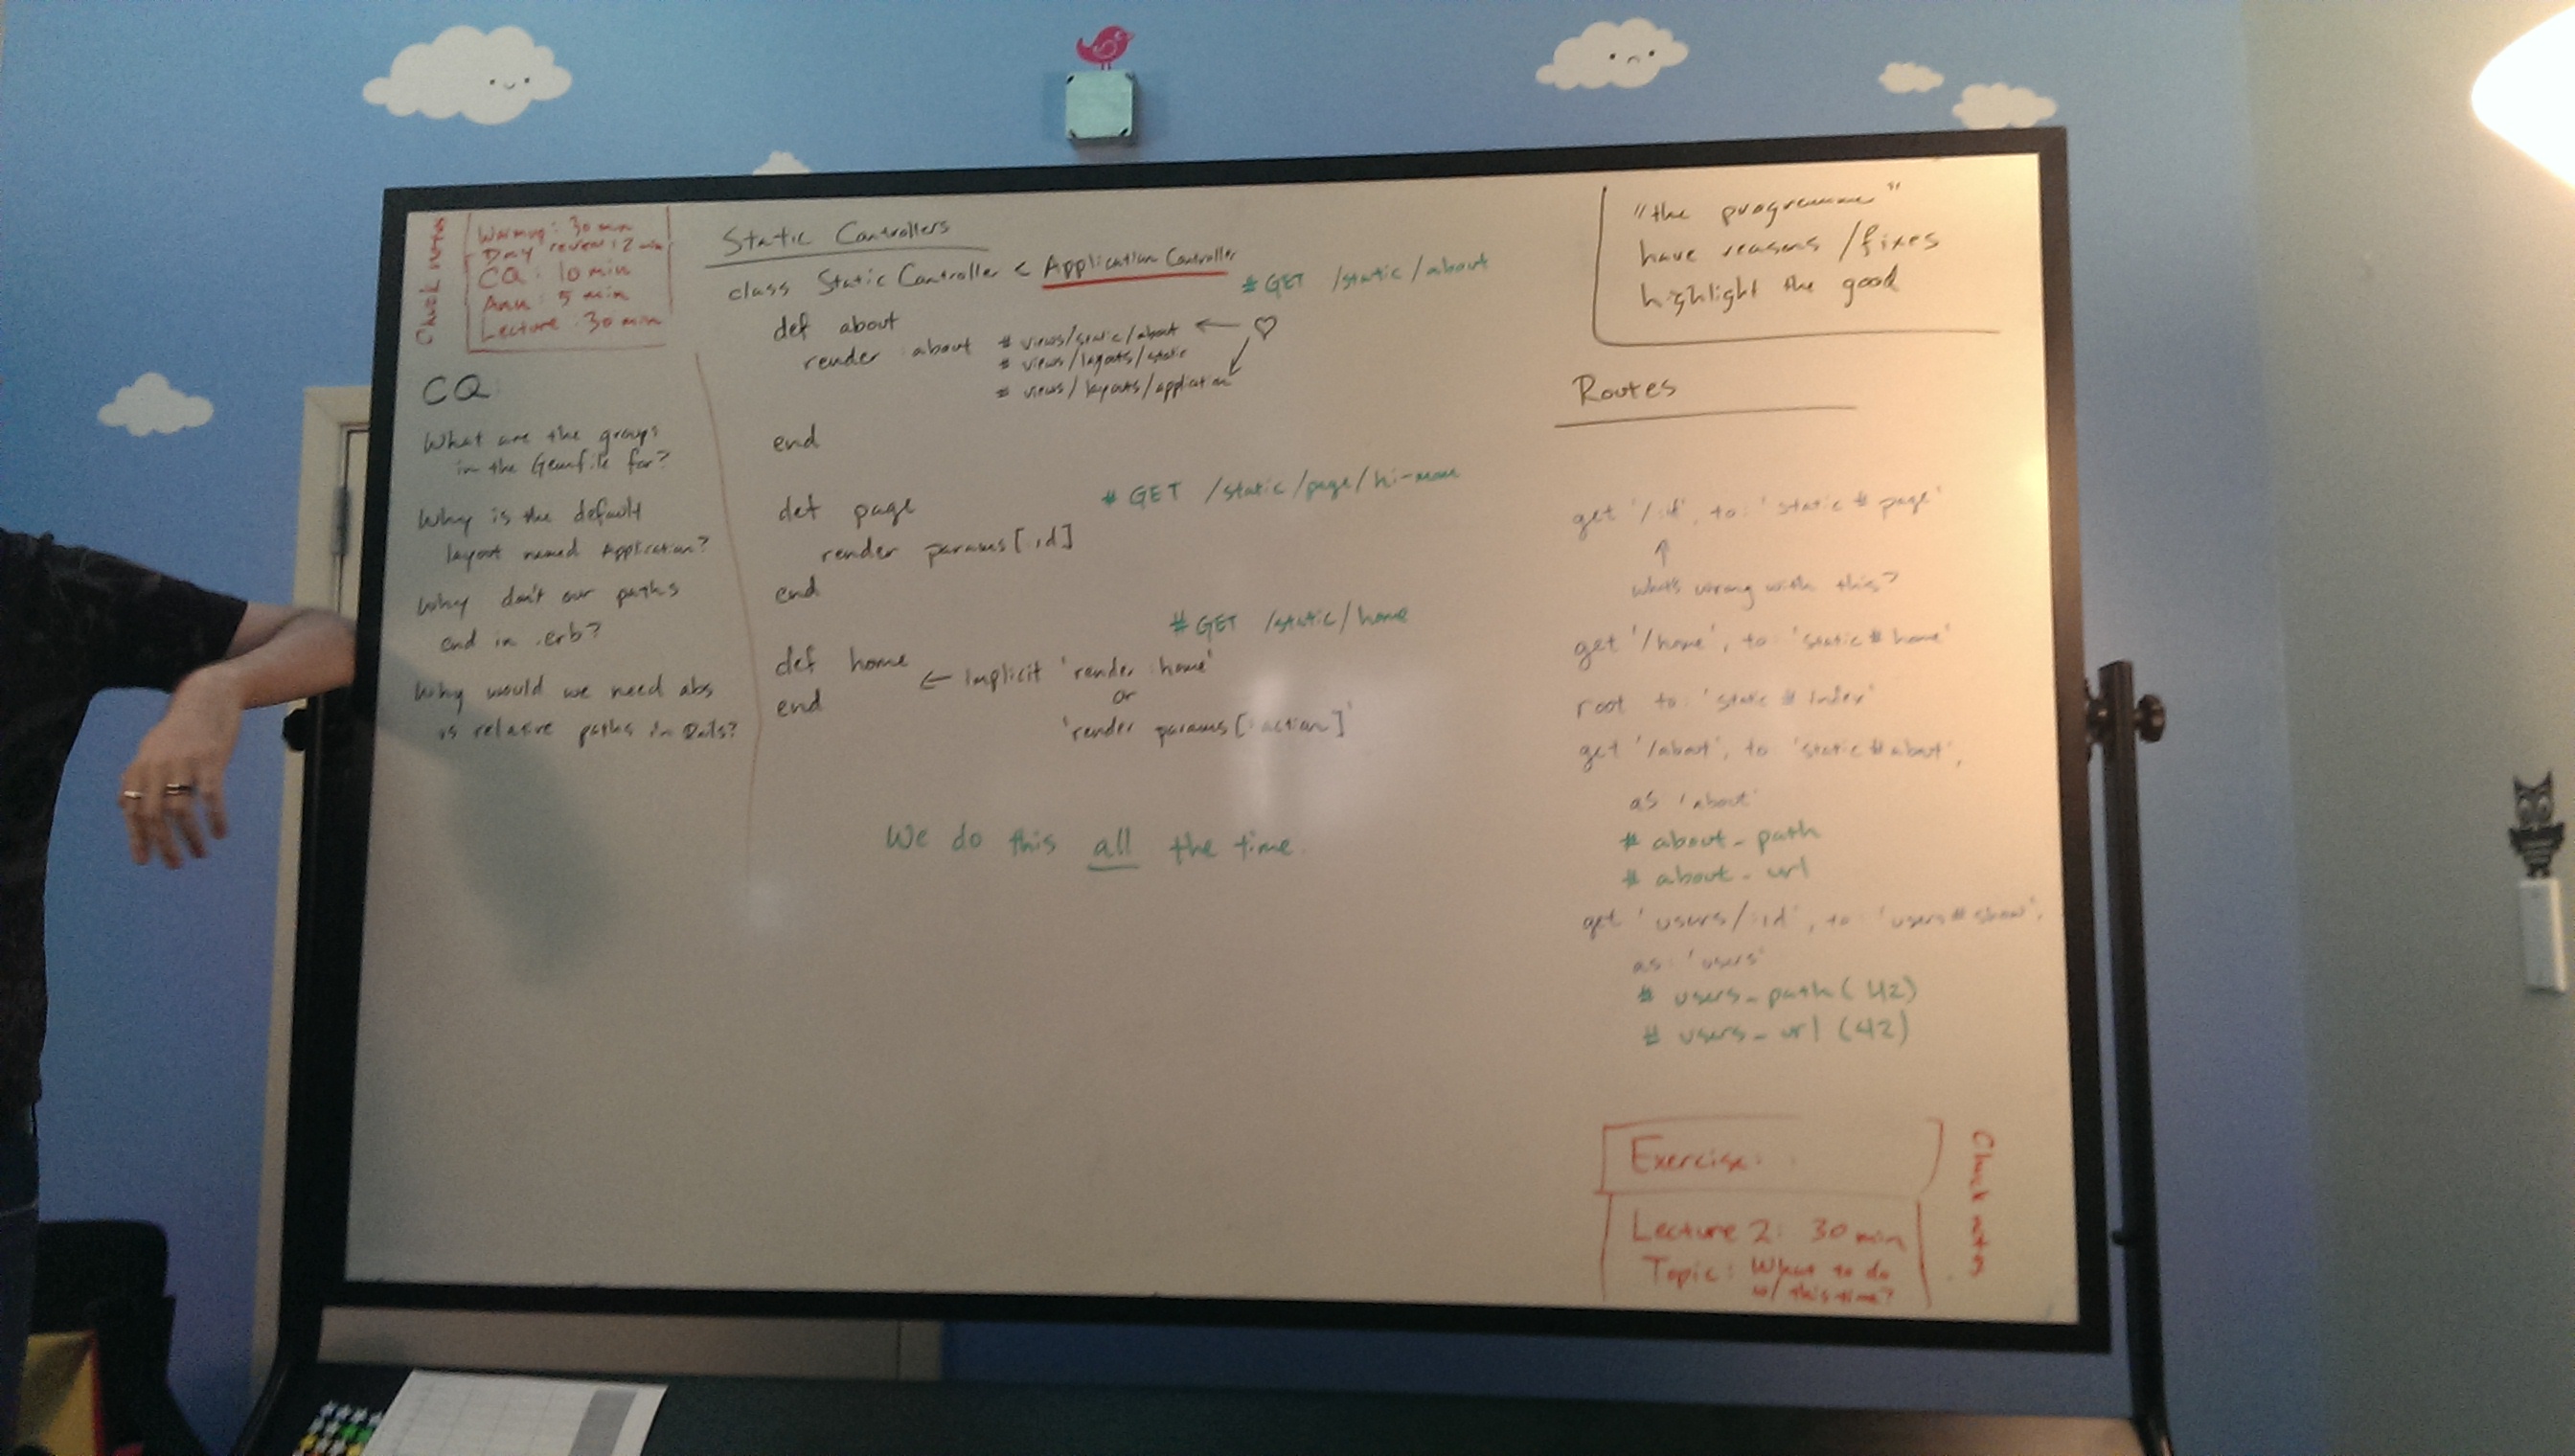 Warmup: 30 min
Day review: 2 min
CQ: 10 min
Ann: 5 min
Lecture: 30 min
CQ:
What are the groups
in the Gemfile for?
Why is the default
layout named Application?
Why don't our paths
end in .erb?
Why would we need abs
vs relative paths in Rails?
Static Controllers
class StaticController < ApplicationController
# GET /static/about
def about
render :about # views/static/about
# views/layouts/static
# views/layouts/application
end
# GET /static/page/hi-mom
def page
render params[:id]
end
# GET /static/home
def home ← Implicit 'render :home'
end
or
'render params[:action]'
We do this all the time.
"the programme"
have reasons/fixes
highlight the good
Routes
get '/:id', to: 'static#page'
↑
what's wrong with this?
get '/home', to: 'static#home'
root to: 'static#index'
get '/about', to: 'static#about',
as: 'about'
# about_path
# about_url
get 'users/:id', to: 'users#show',
as: 'users'
# users_path(42)
# users_url(42)
Exercise:
Lecture 2: 30 min
Topic: What to do
w/ this time?